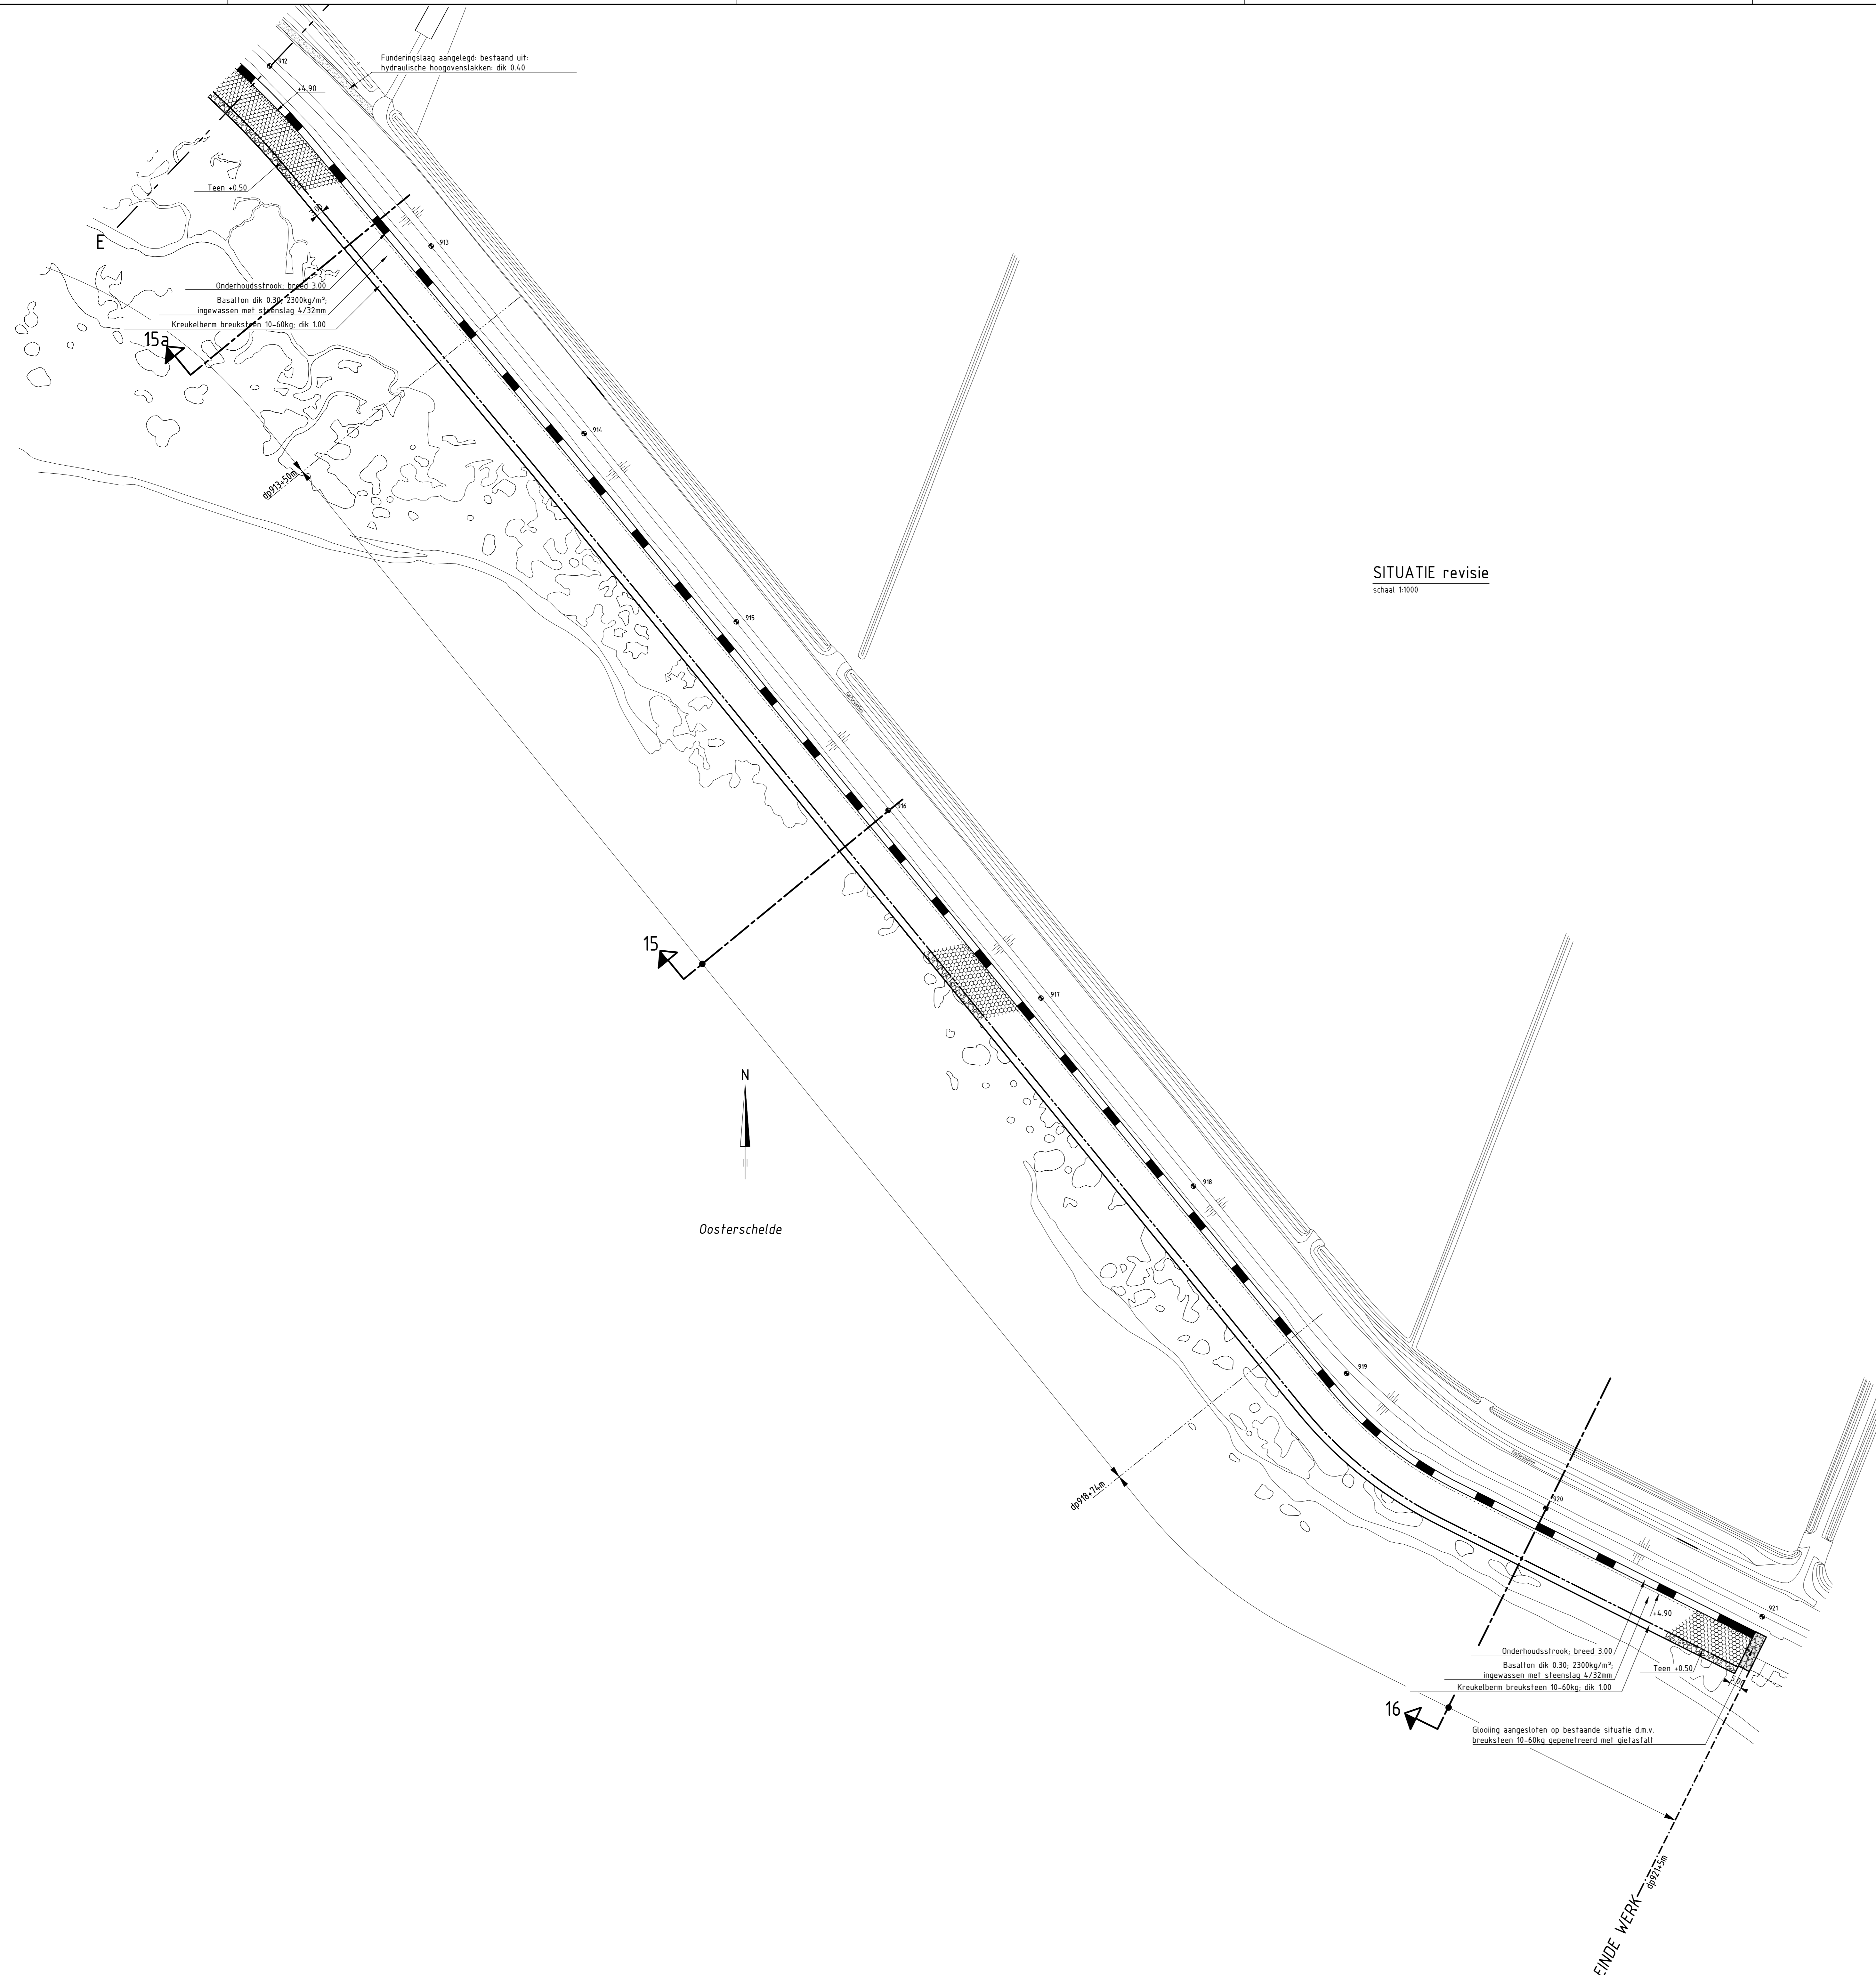 Funderingslaag aangelegd: bestaand uit:
hydraulische hoogovenslakken: dik 0.40
912
+4.90
Teen +0.50
E
913
Onderhoudsstrook; breed 3.00
Basalton dik 0.30; 2300kg/m³;
ingewassen met steenslag 4/32mm
Kreukelberm breuksteen 10-60kg; dik 1.00
15a
914
dp913+50m
SITUATIE revisie
schaal 1:1000
915
916
15
917
N
918
Oosterschelde
919
dp918+74m
920
921
+4.90
Onderhoudsstrook; breed 3.00
Basalton dik 0.30; 2300kg/m³;
ingewassen met steenslag 4/32mm
Kreukelberm breuksteen 10-60kg; dik 1.00
Teen +0.50
16
Glooiing aangesloten op bestaande situatie d.m.v.
breuksteen 10-60kg gepenetreerd met gietasfalt
dp921+5m
EINDE WERK